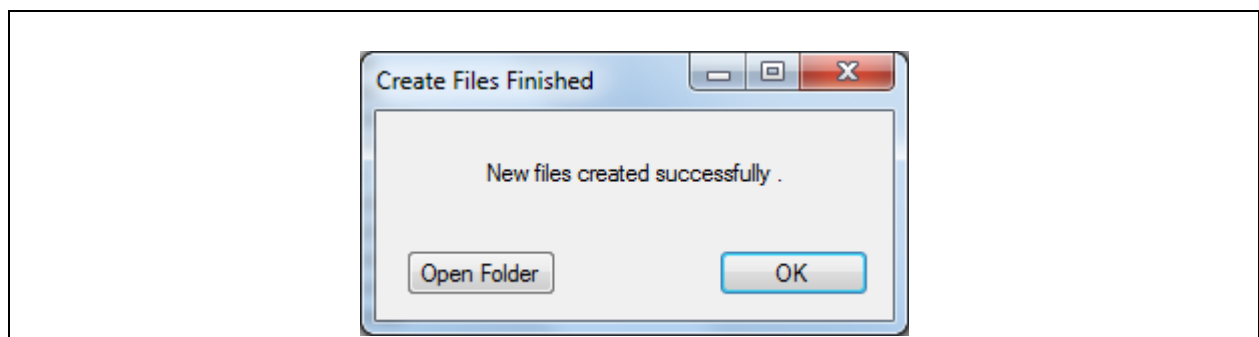 Create Files Finished
New files created successfully .
Open Folder
OK